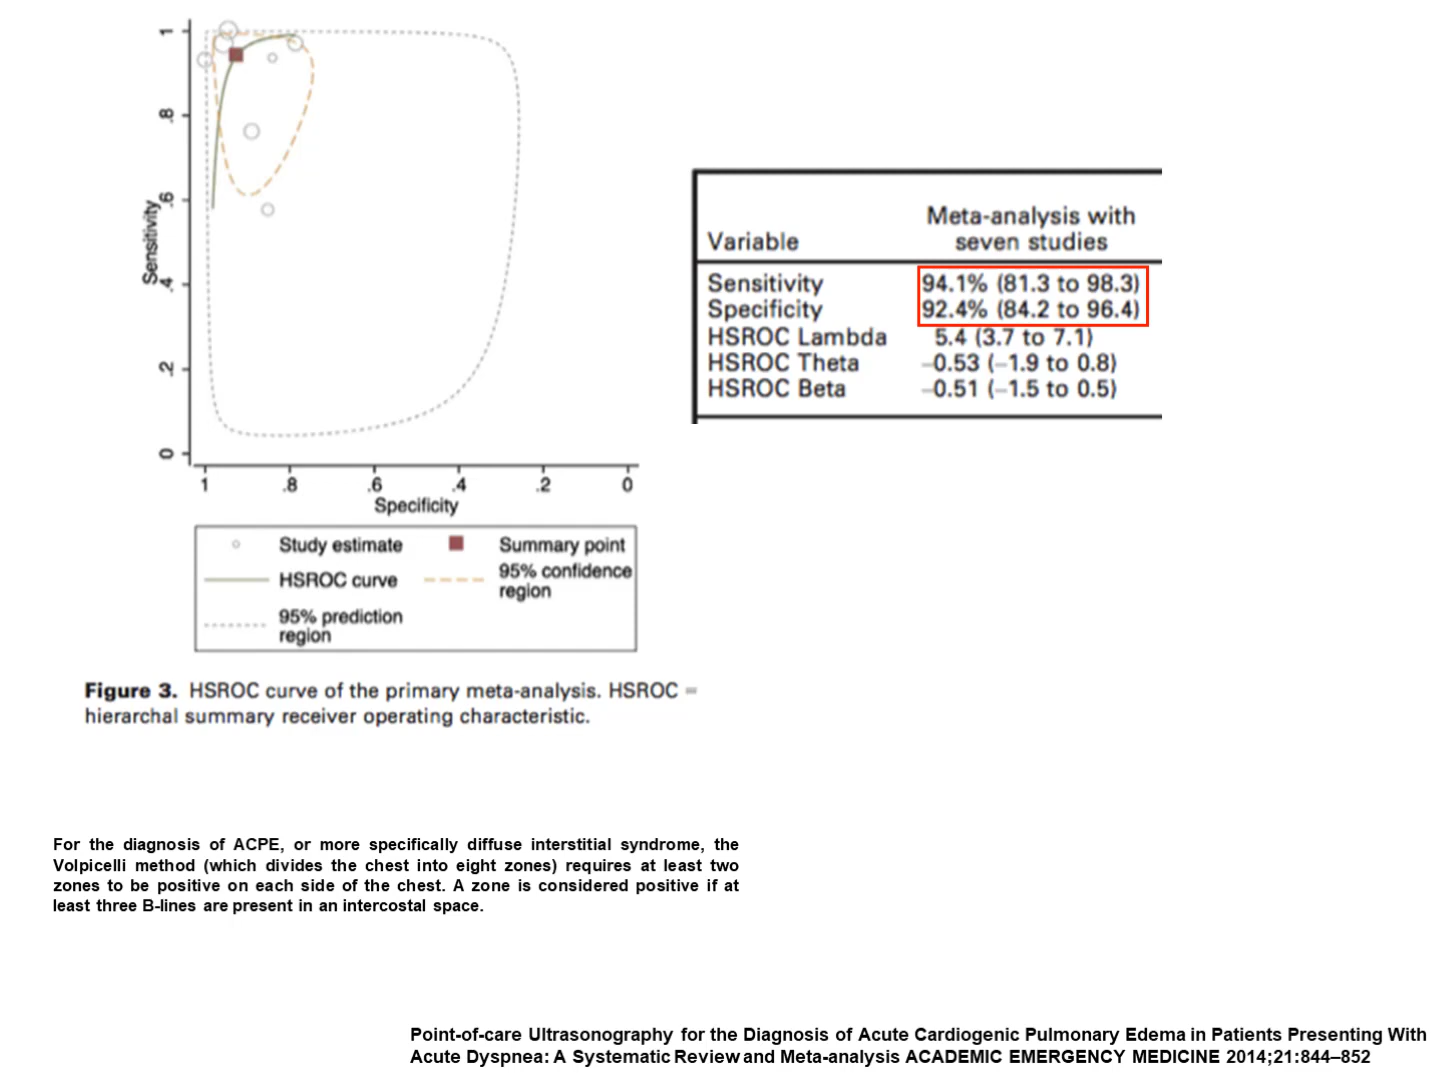 1
.8
.6
.4
.2
0
Sensitivity
1
.8
.6
.4
.2
0
Specificity
Study estimate
Summary point
HSROC curve
95% confidence
region
95% prediction
region
Figure 3. HSROC curve of the primary meta-analysis. HSROC =
hierarchal summary receiver operating characteristic.
Meta-analysis with
Variable seven studies
Sensitivity 94.1% (81.3 to 98.3)
Specificity 92.4% (84.2 to 96.4)
HSROC Lambda 5.4 (3.7 to 7.1)
HSROC Theta –0.53 (–1.9 to 0.8)
HSROC Beta –0.51 (–1.5 to 0.5)
For the diagnosis of ACPE, or more specifically diffuse interstitial syndrome, the
Volpicelli method (which divides the chest into eight zones) requires at least two
zones to be positive on each side of the chest. A zone is considered positive if at
least three B-lines are present in an intercostal space.
Point-of-care Ultrasonography for the Diagnosis of Acute Cardiogenic Pulmonary Edema in Patients Presenting With
Acute Dyspnea: A Systematic Review and Meta-analysis ACADEMIC EMERGENCY MEDICINE 2014;21:844–852